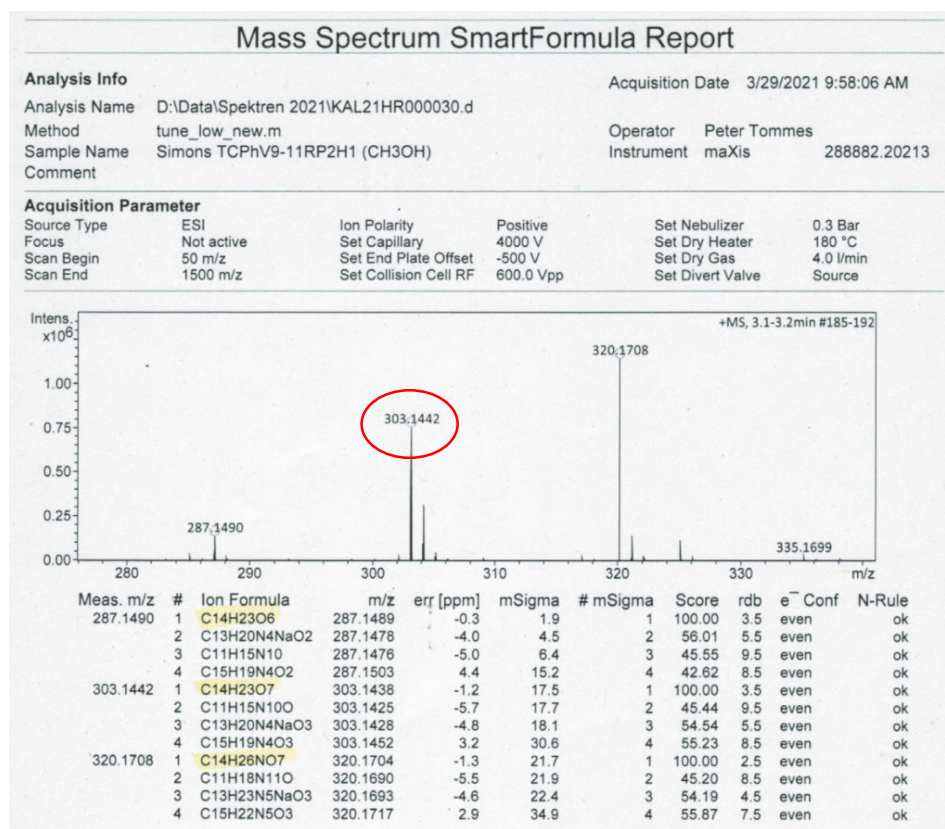 Mass Spectrum SmartFormula Report
Analysis Info Acquisition Date 3/29/2021 9:58:06 AM
Analysis Name D:\Data\Spektren 2021\KAL21HR000030.d
Method tune_low_new.m Operator Peter Tommes
Sample Name Simons TCPhV9-11RP2H1 (CH3OH) Instrument maXis 288882.20213
Comment
Acquisition Parameter
Source Type ESI Ion Polarity Positive Set Nebulizer 0.3 Bar
Focus Not active Set Capillary 4000 V Set Dry Heater 180 °C
Scan Begin 50 m/z Set End Plate Offset -500 V Set Dry Gas 4.0 l/min
Scan End 1500 m/z Set Collision Cell RF 600.0 Vpp Set Divert Valve Source
Intens.
x10⁶
+MS, 3.1-3.2min #185-192
320.1708
1.00
303.1442
0.75
0.50
0.25
287.1490
335.1699
0.00
280 290 300 310 320 330 m/z
Meas. m/z # Ion Formula m/z err [ppm] mSigma # mSigma Score rdb e⁻ Conf N-Rule
287.1490 1 C14H23O6 287.1489 -0.3 1.9 1 100.00 3.5 even ok
2 C13H20N4NaO2 287.1478 -4.0 4.5 2 56.01 5.5 even ok
3 C11H15N10 287.1476 -5.0 6.4 3 45.55 9.5 even ok
4 C15H19N4O2 287.1503 4.4 15.2 4 42.62 8.5 even ok
303.1442 1 C14H23O7 303.1438 -1.2 17.5 1 100.00 3.5 even ok
2 C11H15N10O 303.1425 -5.7 17.7 2 45.44 9.5 even ok
3 C13H20N4NaO3 303.1428 -4.8 18.1 3 54.54 5.5 even ok
4 C15H19N4O3 303.1452 3.2 30.6 4 55.23 8.5 even ok
320.1708 1 C14H26NO7 320.1704 -1.3 21.7 1 100.00 2.5 even ok
2 C11H18N11O 320.1690 -5.5 21.9 2 45.20 8.5 even ok
3 C13H23N5NaO3 320.1693 -4.6 22.4 3 54.19 4.5 even ok
4 C15H22N5O3 320.1717 2.9 34.9 4 55.87 7.5 even ok